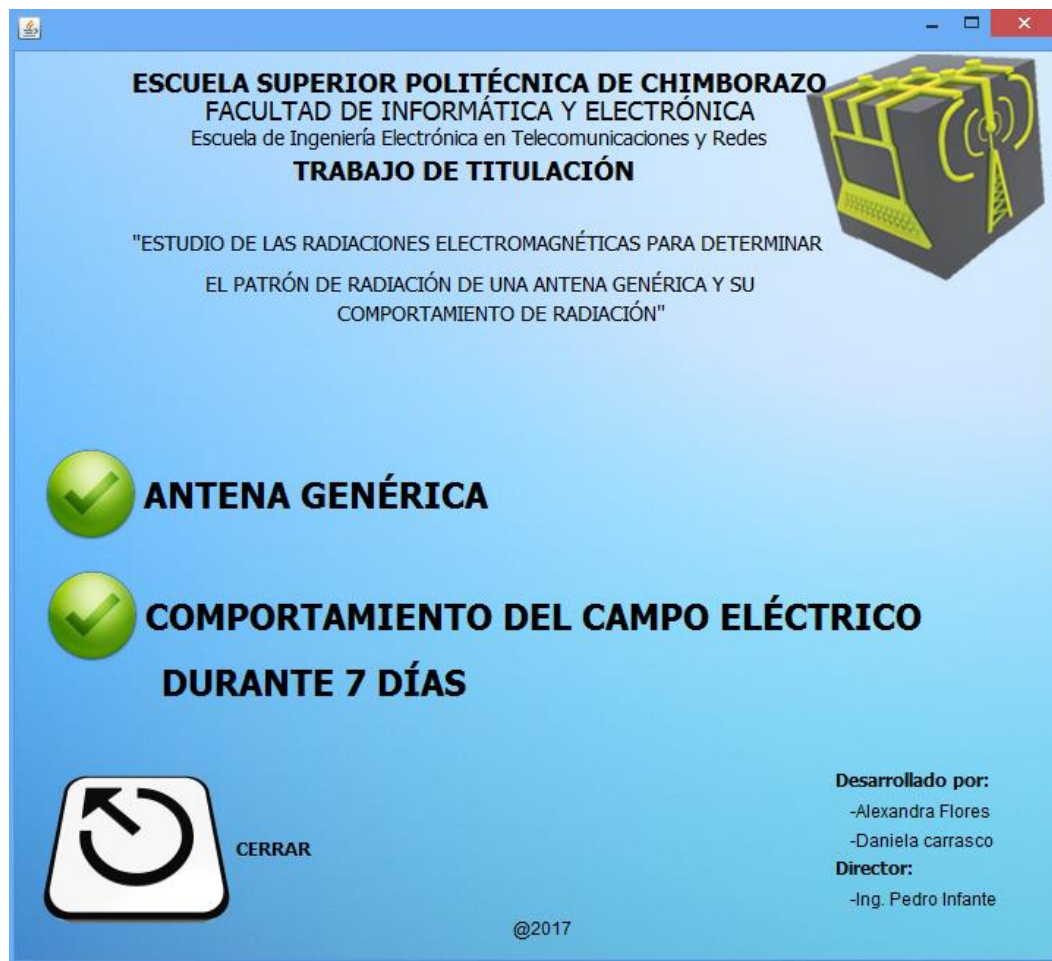 ESCUELA SUPERIOR POLITÉCNICA DE CHIMBORAZO
FACULTAD DE INFORMÁTICA Y ELECTRÓNICA
Escuela de Ingeniería Electrónica en Telecomunicaciones y Redes
TRABAJO DE TITULACIÓN
"ESTUDIO DE LAS RADIACIONES ELECTROMAGNÉTICAS PARA DETERMINAR
EL PATRÓN DE RADIACIÓN DE UNA ANTENA GENÉRICA Y SU
COMPORTAMIENTO DE RADIACIÓN"
ANTENA GENÉRICA
COMPORTAMIENTO DEL CAMPO ELÉCTRICO
DURANTE 7 DÍAS
CERRAR
Desarrollado por:
-Alexandra Flores
-Daniela carrasco
Director:
-Ing. Pedro Infante
@2017